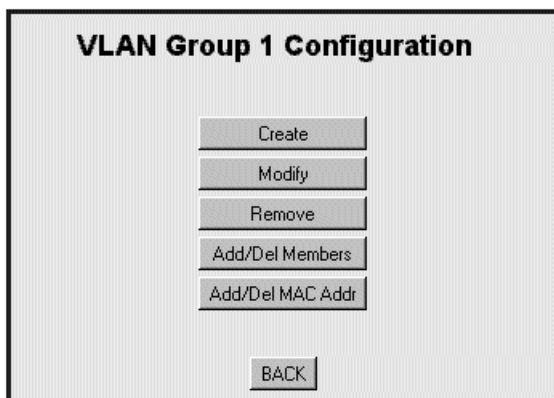 VLAN Group 1 Configuration
Create
Modify
Remove
Add/Del Members
Add/Del MAC Addr
BACK